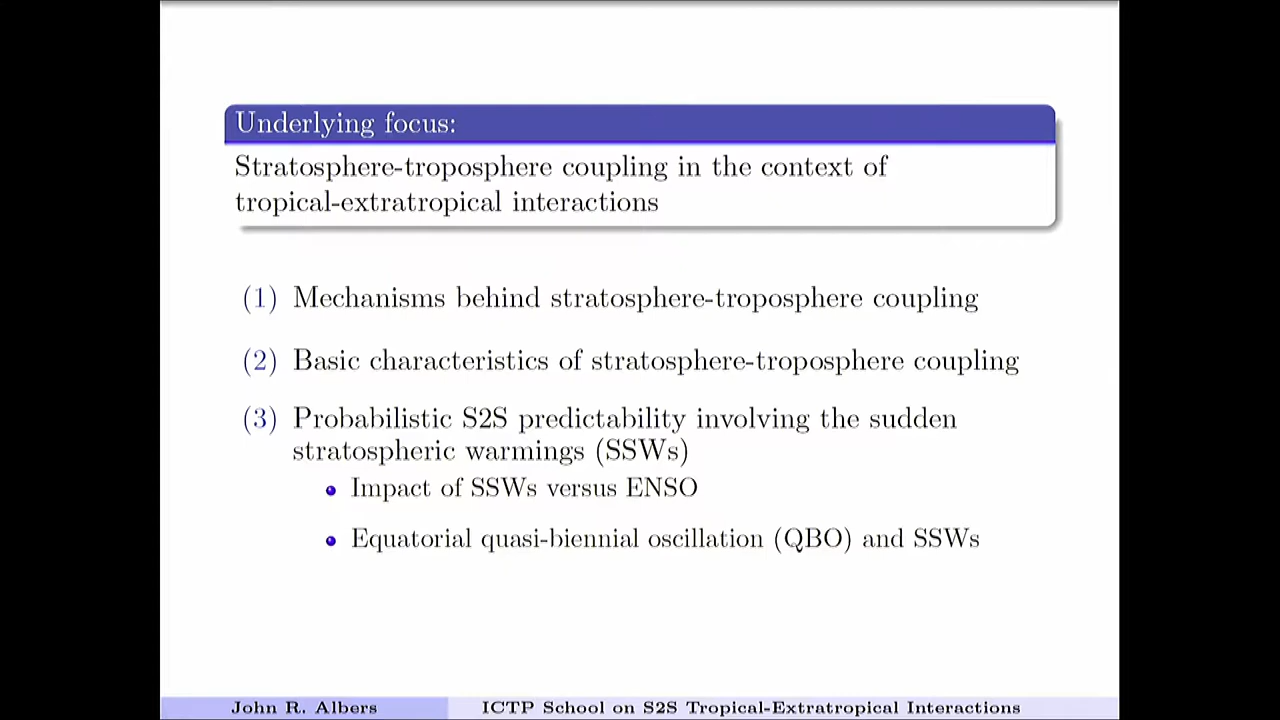 Underlying focus:
Stratosphere-troposphere coupling in the context of
tropical-extratropical interactions
(1) Mechanisms behind stratosphere-troposphere coupling
(2) Basic characteristics of stratosphere-troposphere coupling
(3) Probabilistic S2S predictability involving the sudden
stratospheric warmings (SSWs)
Impact of SSWs versus ENSO
Equatorial quasi-biennial oscillation (QBO) and SSWs
John R. Albers ICTP School on S2S Tropical-Extratropical Interactions